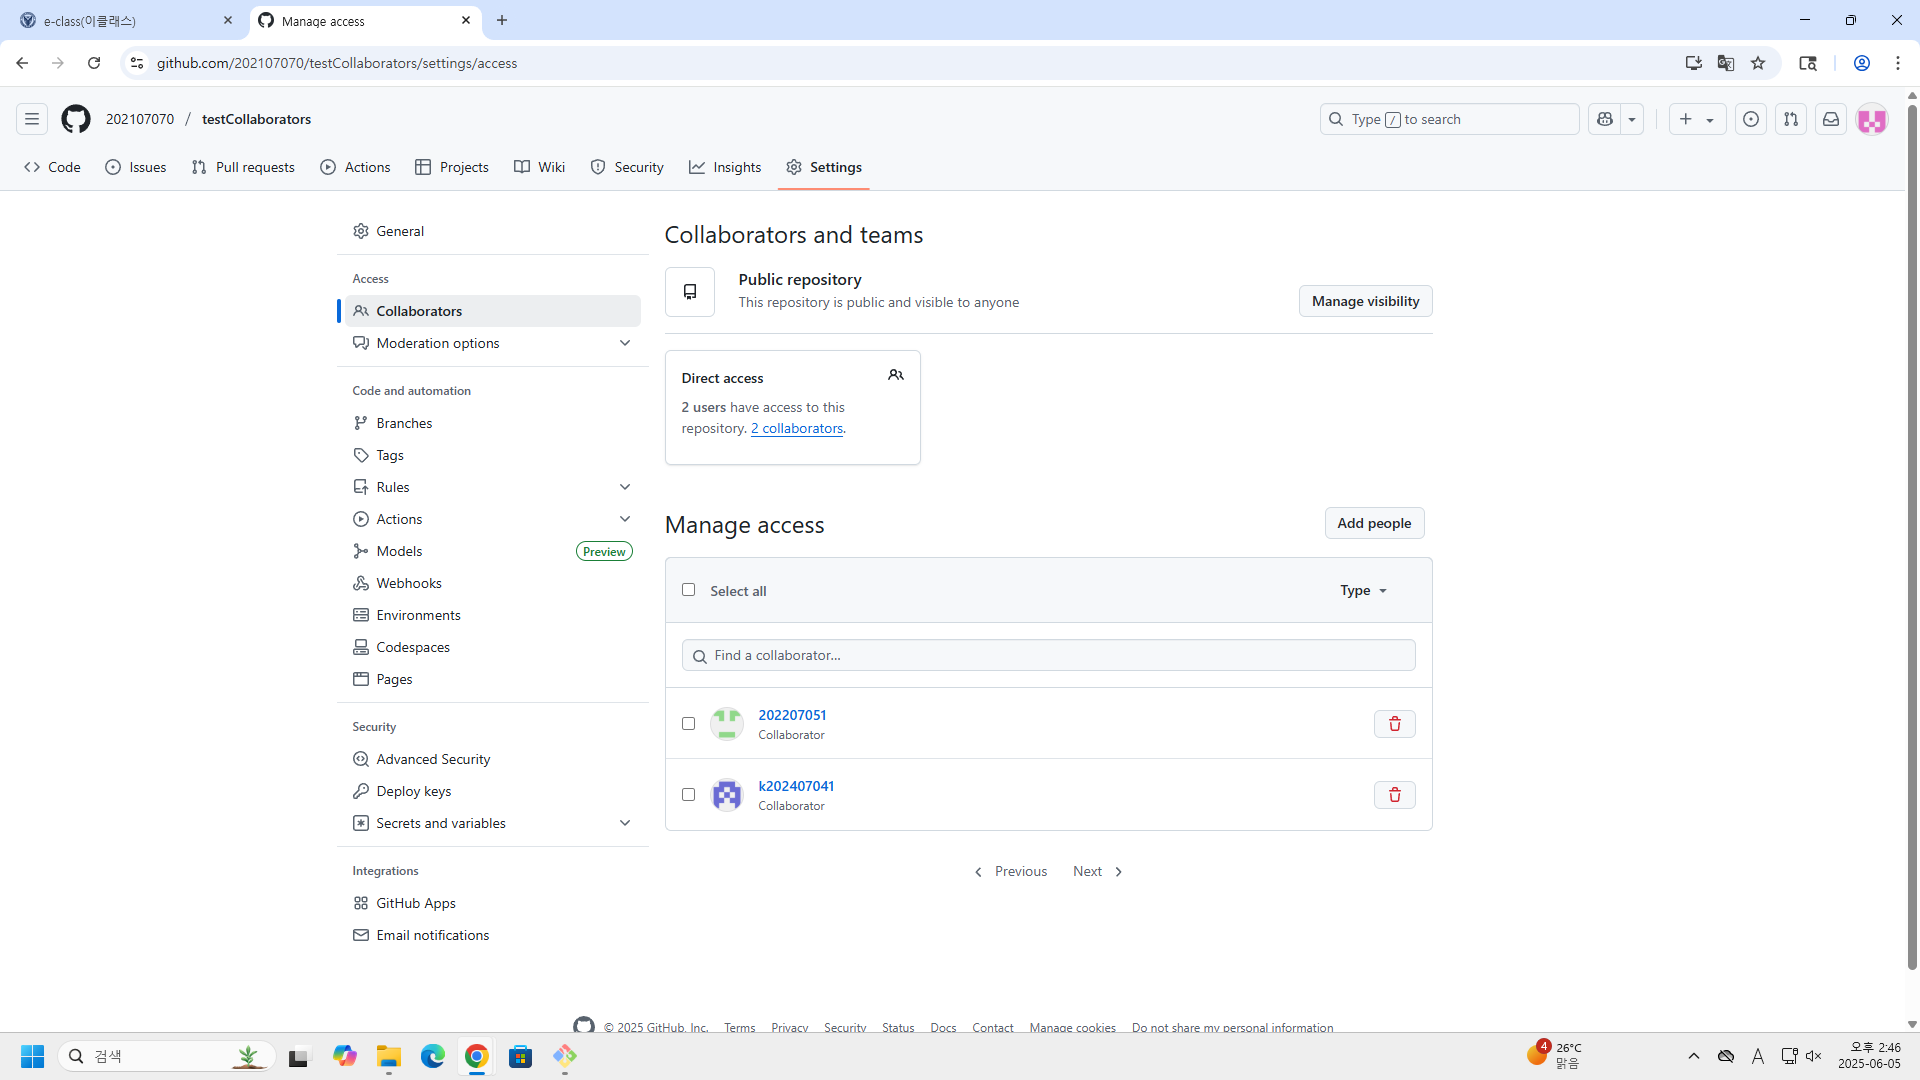 e-class(이클래스)
Manage access
github.com/202107070/testCollaborators/settings/access
202107070 / testCollaborators
Type / to search
Code
Issues
Pull requests
Actions
Projects
Wiki
Security
Insights
Settings
General
Access
Collaborators
Moderation options
Code and automation
Branches
Tags
Rules
Actions
Models
Preview
Webhooks
Environments
Codespaces
Pages
Security
Advanced Security
Deploy keys
Secrets and variables
Integrations
GitHub Apps
Email notifications
Collaborators and teams
Public repository
This repository is public and visible to anyone
Manage visibility
Direct access
2 users have access to this
repository. 2 collaborators.
Manage access
Add people
Select all
Type
Find a collaborator...
202207051
Collaborator
k202407041
Collaborator
Previous
Next
© 2025 GitHub, Inc.
Terms
Privacy
Security
Status
Docs
Contact
Manage cookies
Do not share my personal information
검색
4
26°C
맑음
A
오후 2:46
2025-06-05